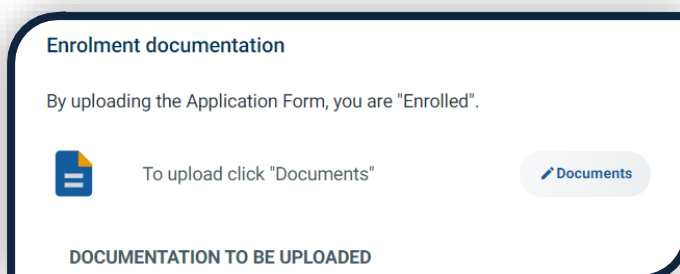 Enrolment documentation
By uploading the Application Form, you are "Enrolled".
To upload click "Documents"
Documents
DOCUMENTATION TO BE UPLOADED